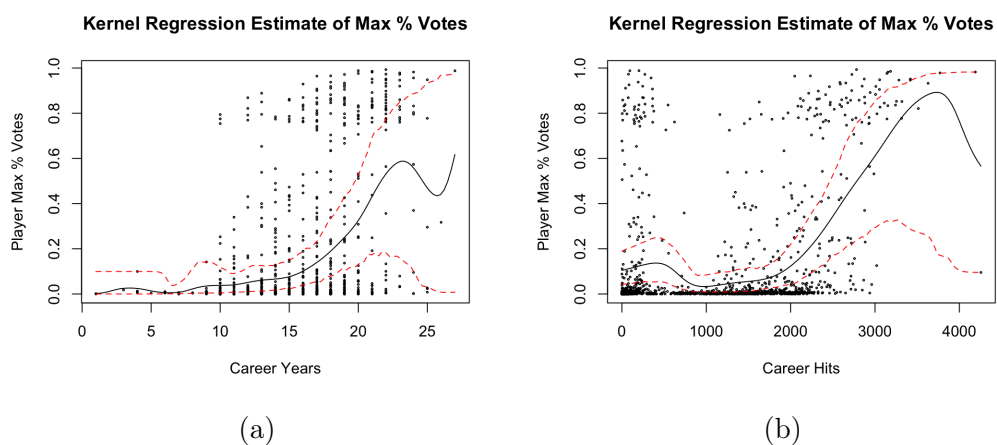 Kernel Regression Estimate of Max % Votes
Player Max % Votes
1.0
0.8
0.6
0.4
0.2
0.0
0 5 10 15 20 25
Career Years
(a)
Kernel Regression Estimate of Max % Votes
Player Max % Votes
1.0
0.8
0.6
0.4
0.2
0.0
0 1000 2000 3000 4000
Career Hits
(b)